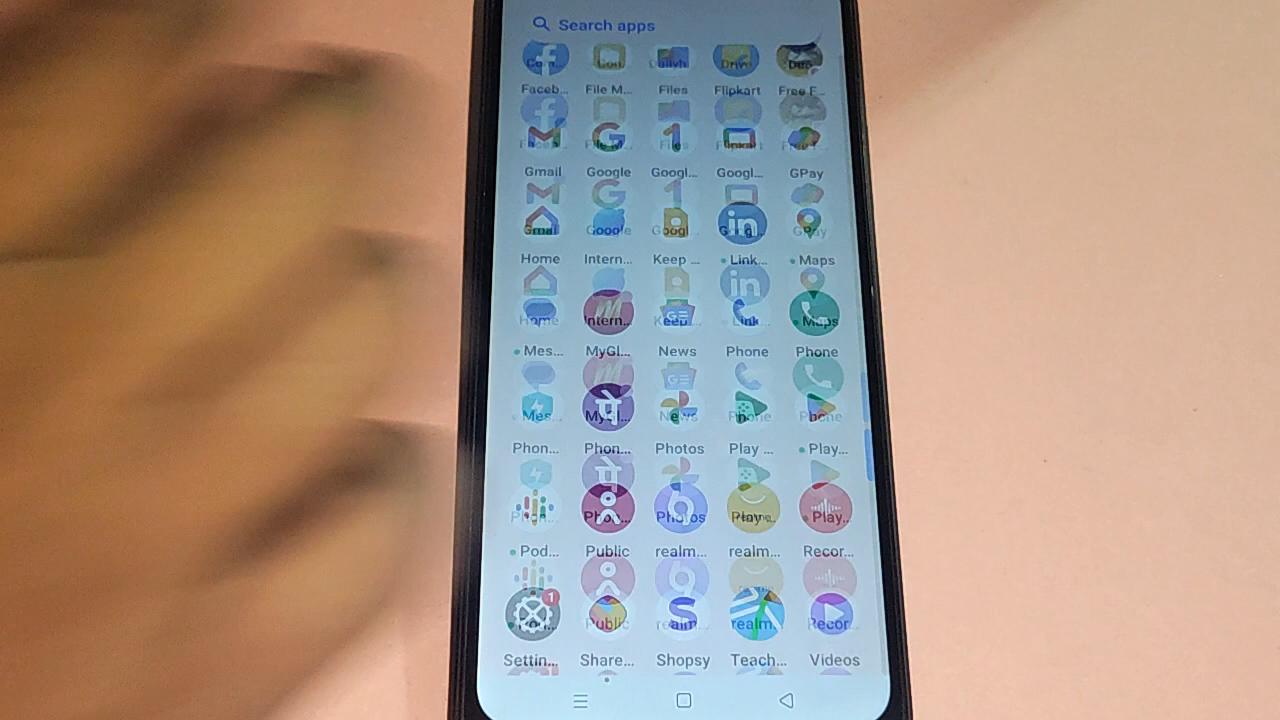 Search apps
Faceb... File M... Files Flipkart Free F...
Gmail Google Googl... Googl... GPay
Home Intern... Keep ... Link... Maps
Mes... MyGl... News Phone Phone
Phon... Phon... Photos Play ... Play...
Pod... Public realm... realm... Recor...
1
Settin... Share... Shopsy Teach... Videos